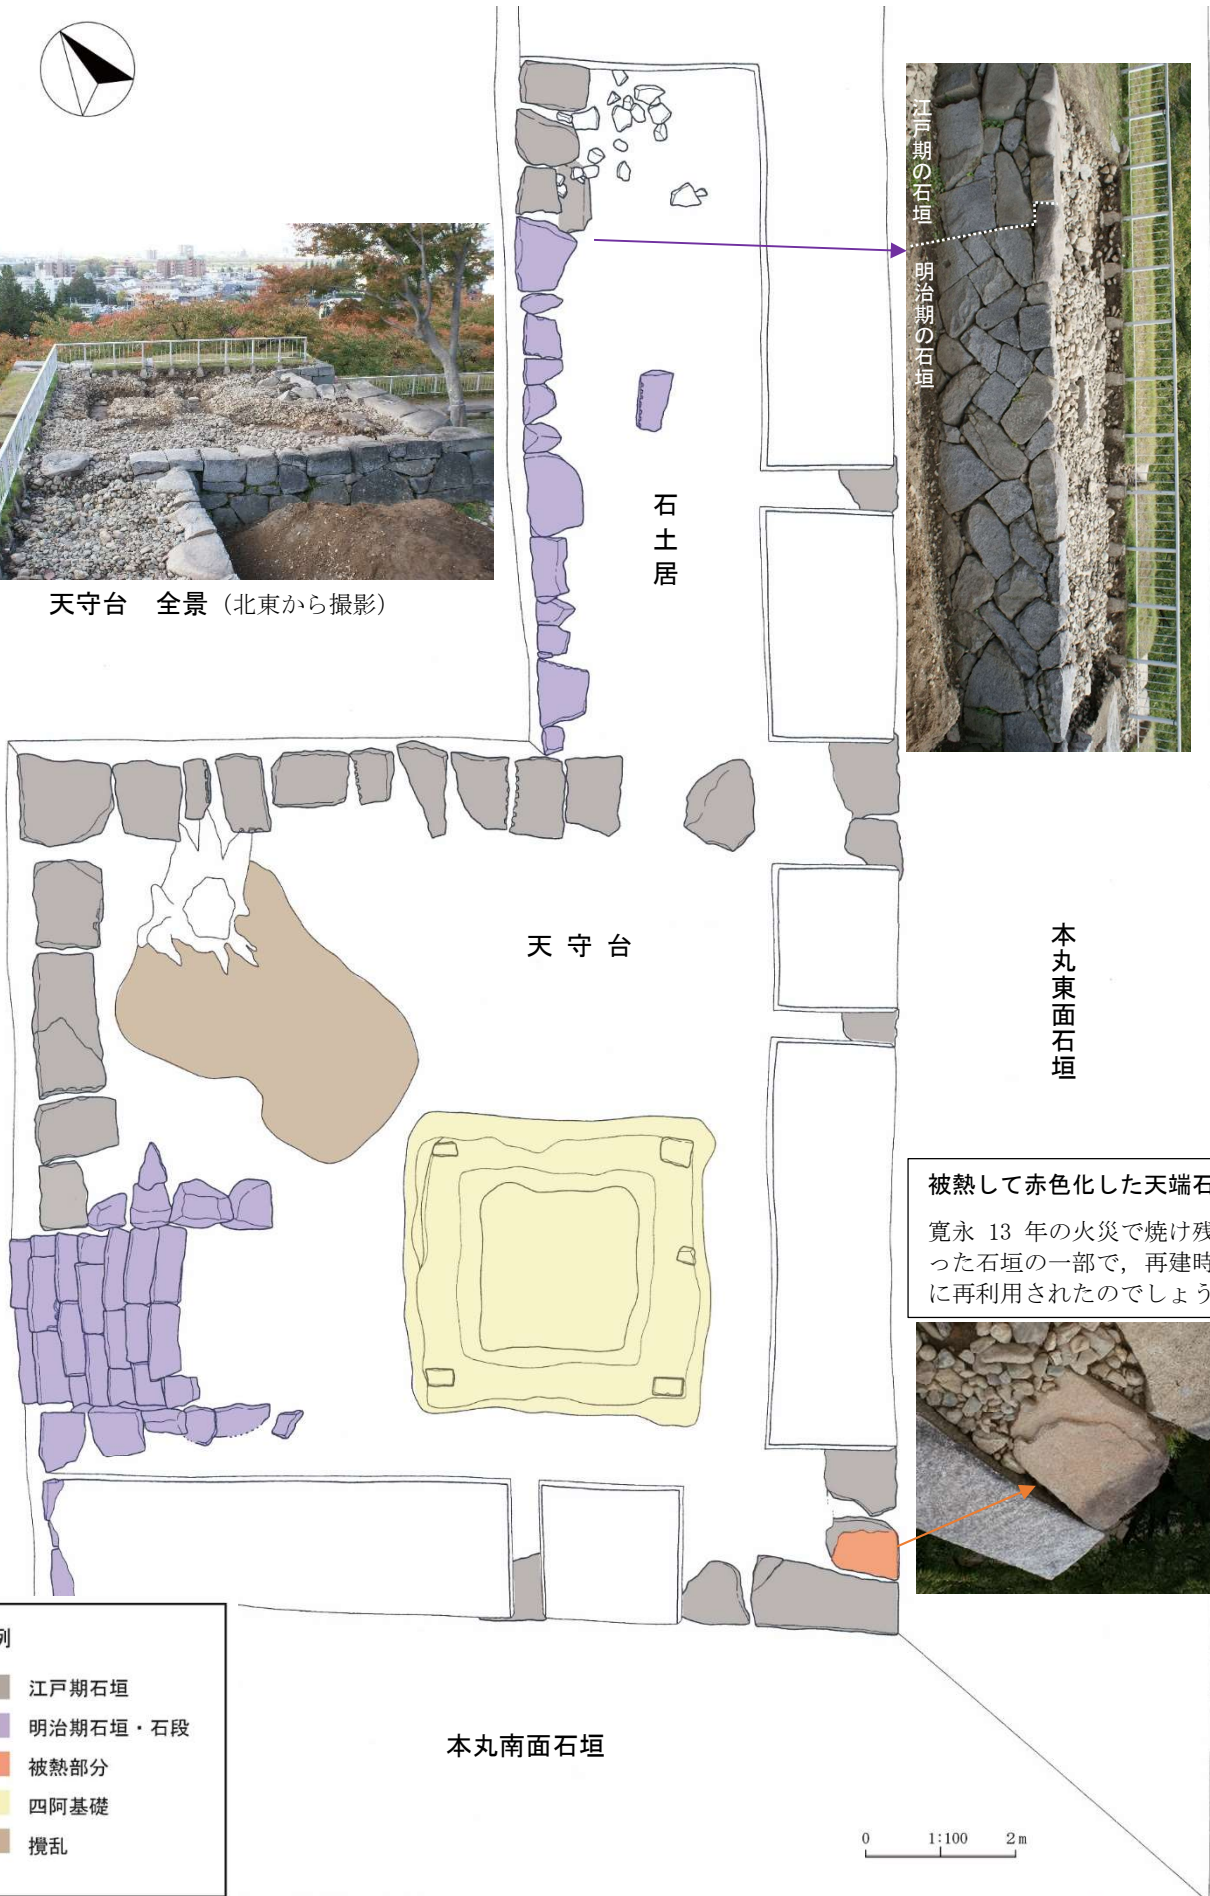 江戸期の石垣
明治期の石垣
天守台　全景（北東から撮影）
石土居
天守台
本丸東面石垣
被熱して赤色化した天端石
寛永 13 年の火災で焼け残
った石垣の一部で，再建時
に再利用されたのでしょう
例
江戸期石垣
明治期石垣・石段
被熱部分
四阿基礎
攪乱
本丸南面石垣
0 1:100 2m